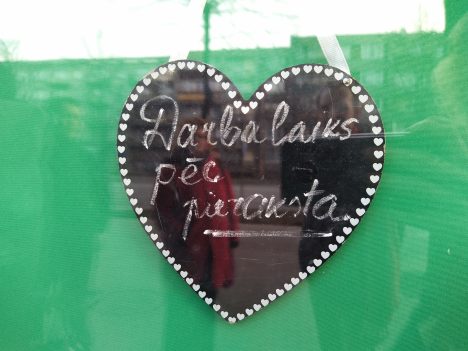 Darba laiks
pēc
pieraksta